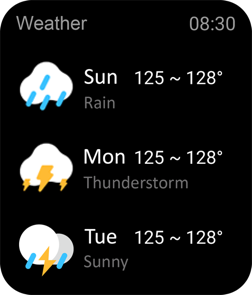 Weather 08:30
Sun 125 ~ 128°
Rain
Mon 125 ~ 128°
Thunderstorm
Tue 125 ~ 128°
Sunny